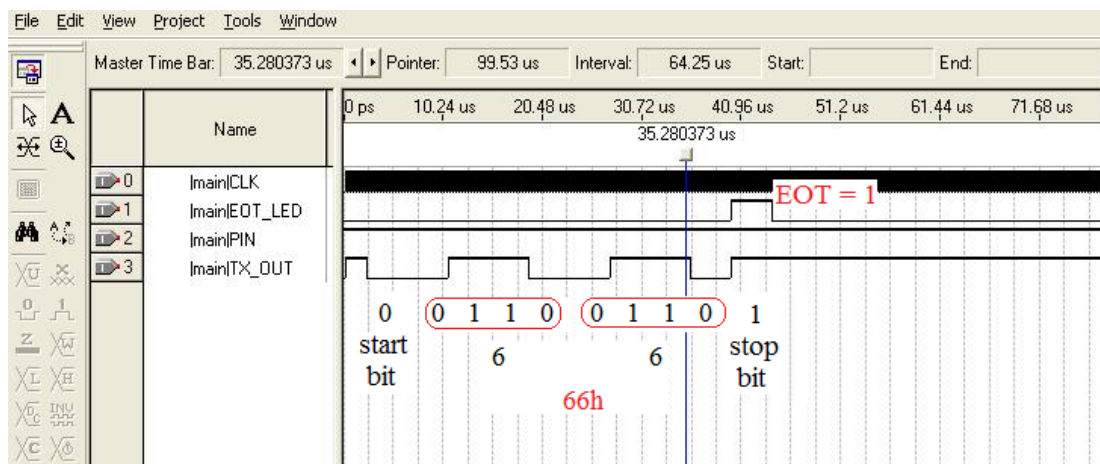 File Edit View Project Tools Window
Master Time Bar: 35.280373 us Pointer: 99.53 us Interval: 64.25 us Start: End:
A
Name
0 ps 10.24 us 20.48 us 30.72 us 40.96 us 51.2 us 61.44 us 71.68 us
35.280373 us
0 |main|CLK
1 |main|EOT_LED
EOT = 1
2 |main|PIN
3 |main|TX_OUT
0 0 1 1 0 0 1 1 0 1
start 6 6 stop
bit bit
66h